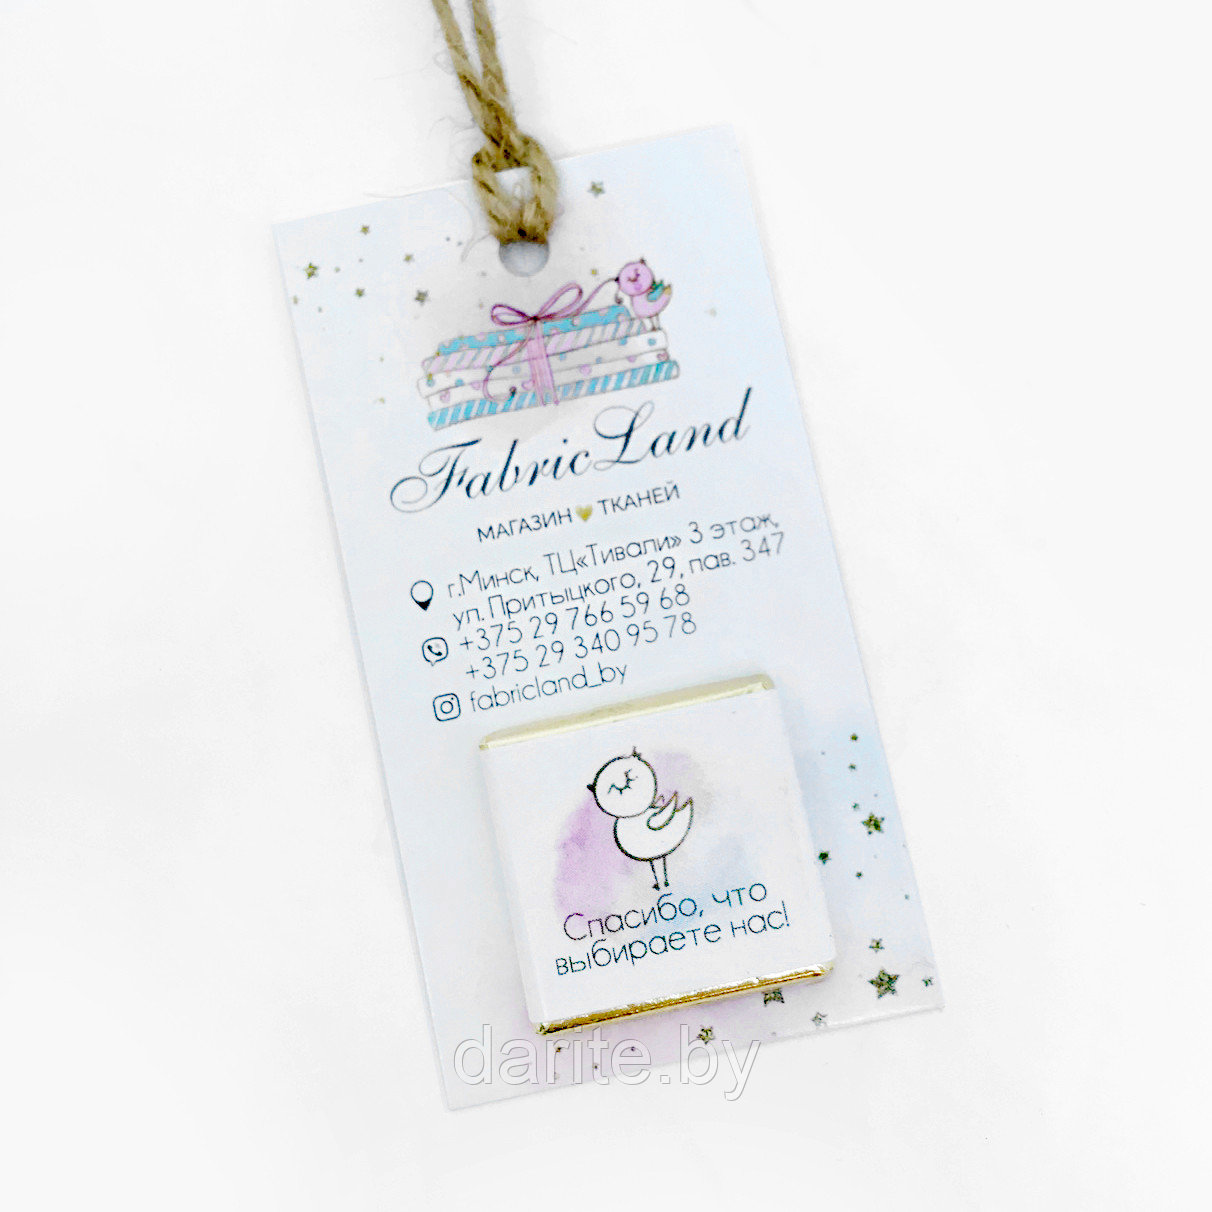 FabricLand
МАГАЗИН ТКАНЕЙ
г.Минск, ТЦ«Тивали» 3 этаж,
ул. Притыцкого, 29, пав. 347
+375 29 766 59 68
+375 29 340 95 78
fabricland_by
Спасибо, что
выбираете нас!
darite.by